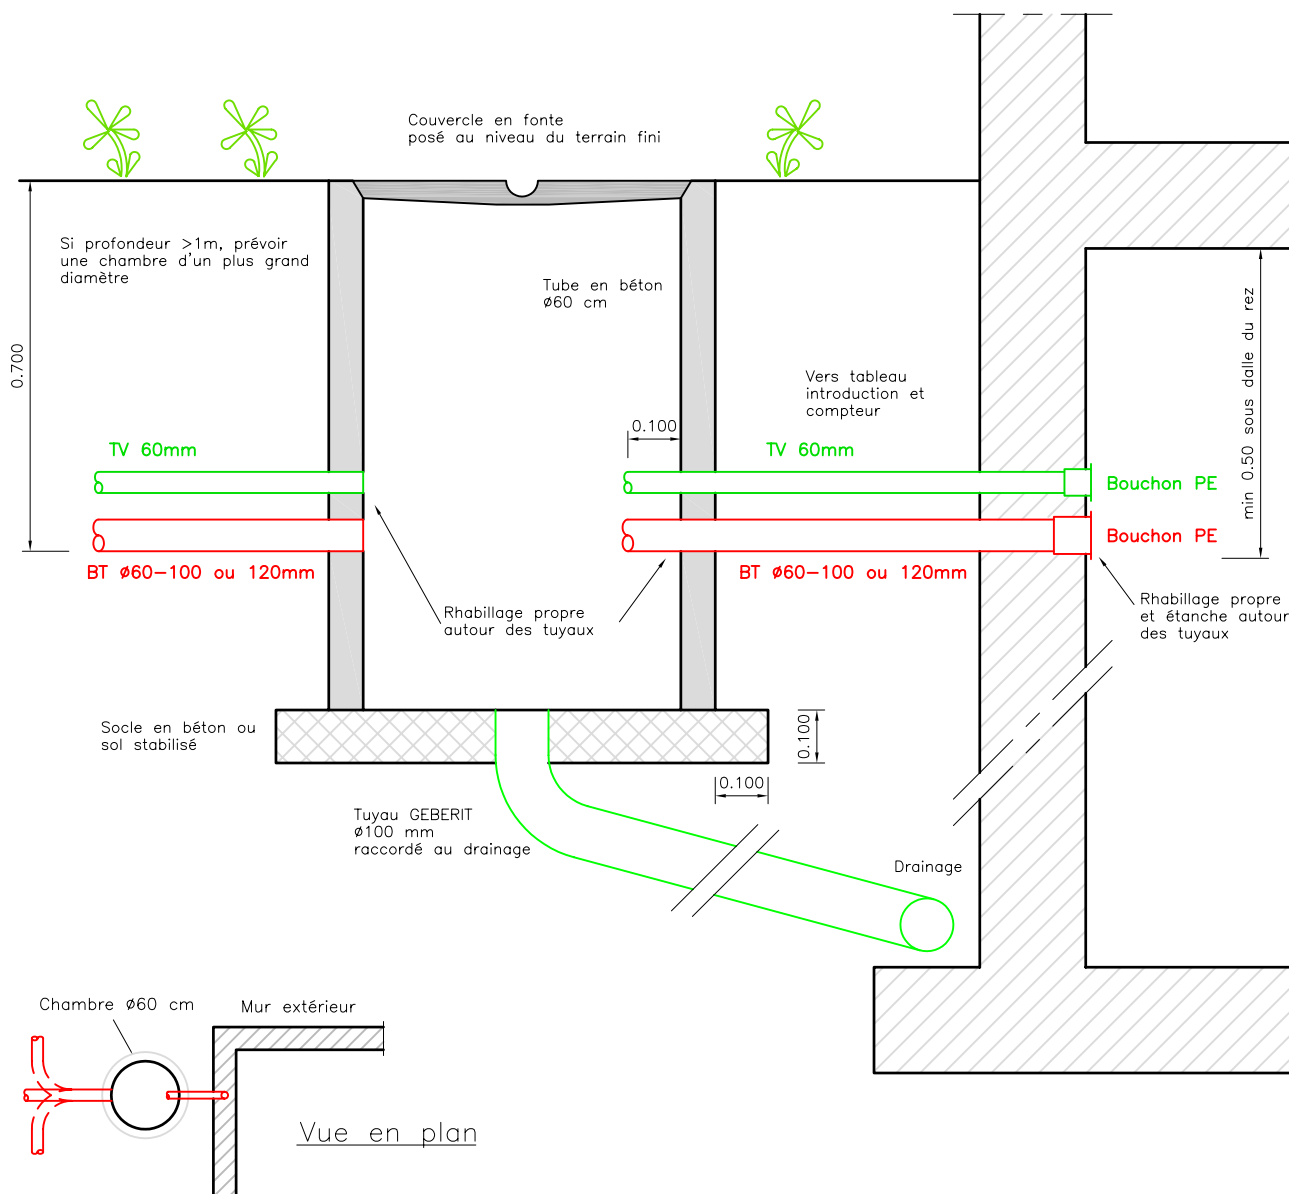 Couvercle en fonte
posé au niveau du terrain fini
Si profondeur >1m, prévoir
une chambre d'un plus grand
diamètre
Tube en béton
ø60 cm
0.700
min 0.50 sous dalle du rez
Vers tableau
introduction et
compteur
0.100
TV 60mm
TV 60mm
Bouchon PE
Bouchon PE
BT ø60-100 ou 120mm
BT ø60-100 ou 120mm
Rhabillage propre
autour des tuyaux
Rhabillage propre
et étanche autour
des tuyaux
Socle en béton ou
sol stabilisé
0.100
0.100
Tuyau GEBERIT
ø100 mm
raccordé au drainage
Drainage
Chambre ø60 cm
Mur extérieur
Vue en plan